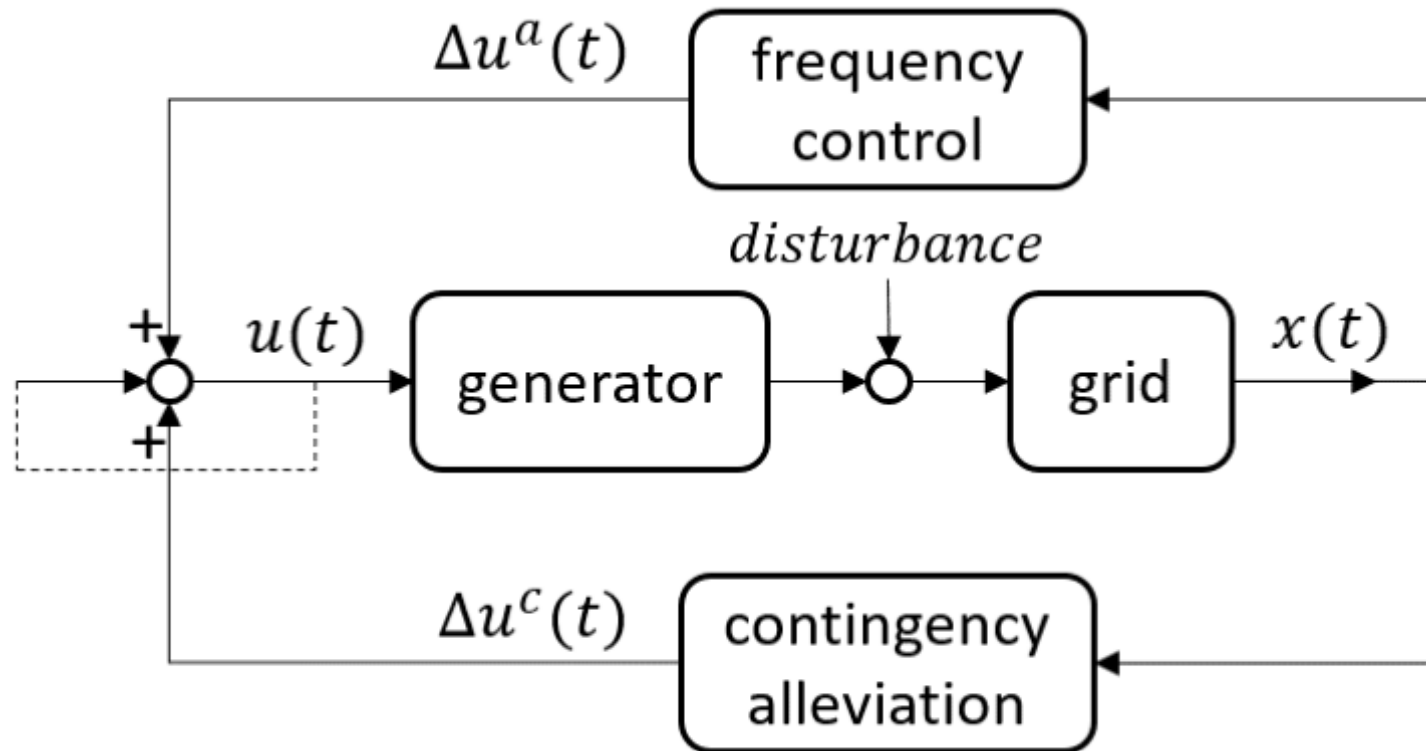 Δu^a(t)
frequency
control
disturbance
+
u(t)
generator
grid
x(t)
+
Δu^c(t)
contingency
alleviation